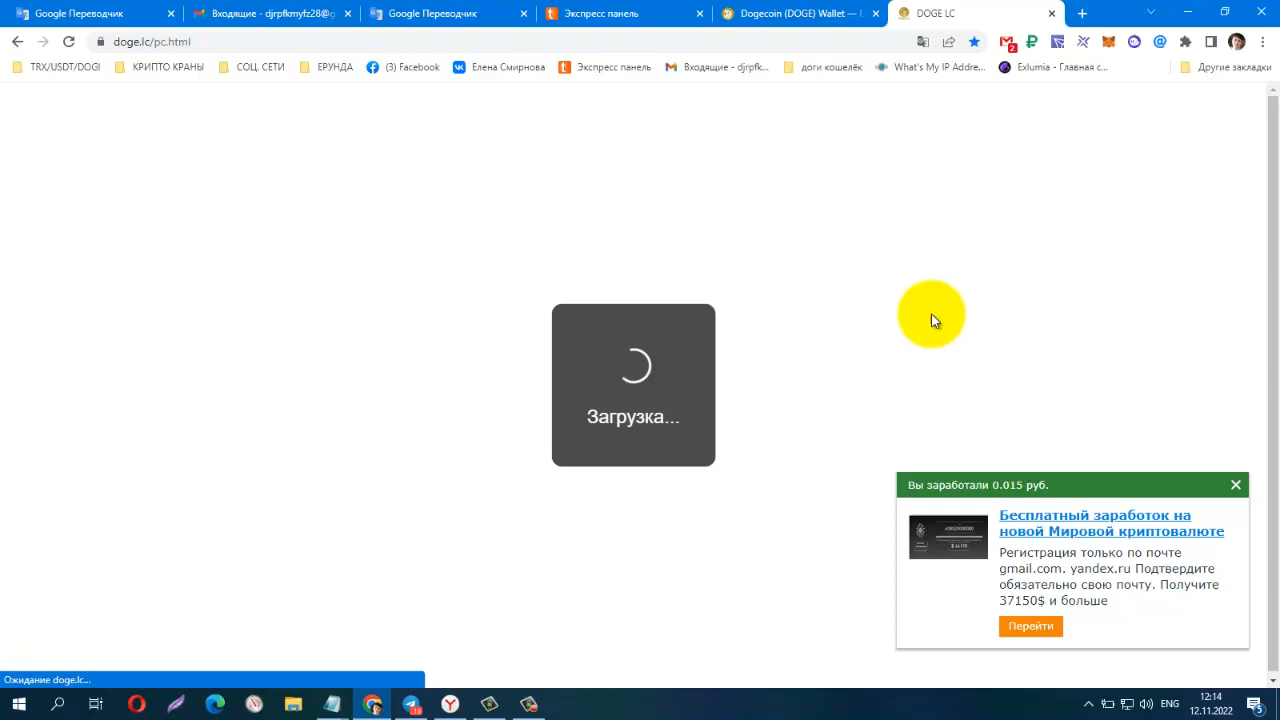 Google Переводчик
Входящие - djrpfkmyfz28@g
Google Переводчик
Экспресс панель
Dogecoin (DOGE) Wallet — D
DOGE LC
doge.lc/pc.html
2
TRX/USDT/DOGI
КРИПТО КРАНЫ
СОЦ. СЕТИ
ЕРУНДА
(3) Facebook
Елена Смирнова
Экспресс панель
Входящие - djrpfk...
доги кошелёк
What's My IP Addre...
Exlumia - Главная с...
Другие закладки
Загрузка...
Вы заработали 0.015 руб.
Бесплатный заработок на
новой Мировой криптовалюте
Регистрация только по почте
gmail.com. yandex.ru Подтвердите
обязательно свою почту. Получите
37150$ и больше
Перейти
Ожидание doge.lc...
16
ENG
12:14
12.11.2022
5